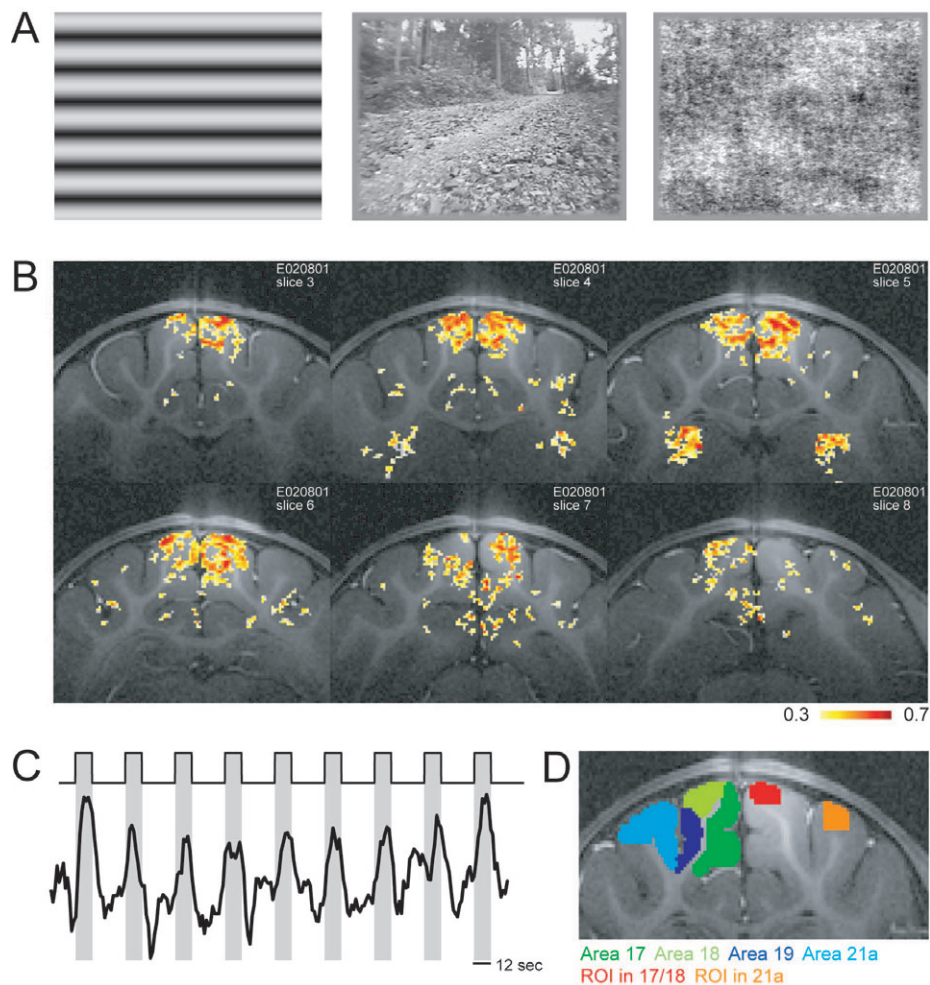 A
B
E020801
slice 3
E020801
slice 4
E020801
slice 5
E020801
slice 6
E020801
slice 7
E020801
slice 8
0.3 0.7
C
12 sec
D
Area 17 Area 18 Area 19 Area 21a
ROI in 17/18 ROI in 21a